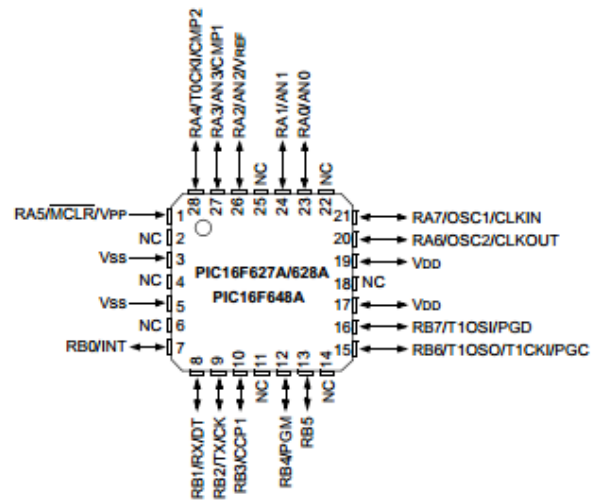 RA4/T0CKI/CMP2
RA3/AN3/CMP1
RA2/AN2/VREF
NC
RA1/AN1
RA0/AN0
NC
28
27
26
25
24
23
22
RA5/MCLR/VPP
1
NC
2
VSS
3
NC
4
VSS
5
NC
6
RB0/INT
7
PIC16F627A/628A
PIC16F648A
21
RA7/OSC1/CLKIN
20
RA6/OSC2/CLKOUT
19
VDD
18
NC
17
VDD
16
RB7/T1OSI/PGD
15
RB6/T1OSO/T1CKI/PGC
8
9
10
11
12
13
14
RB1/RX/DT
RB2/TX/CK
RB3/CCP1
NC
RB4/PGM
RB5
NC